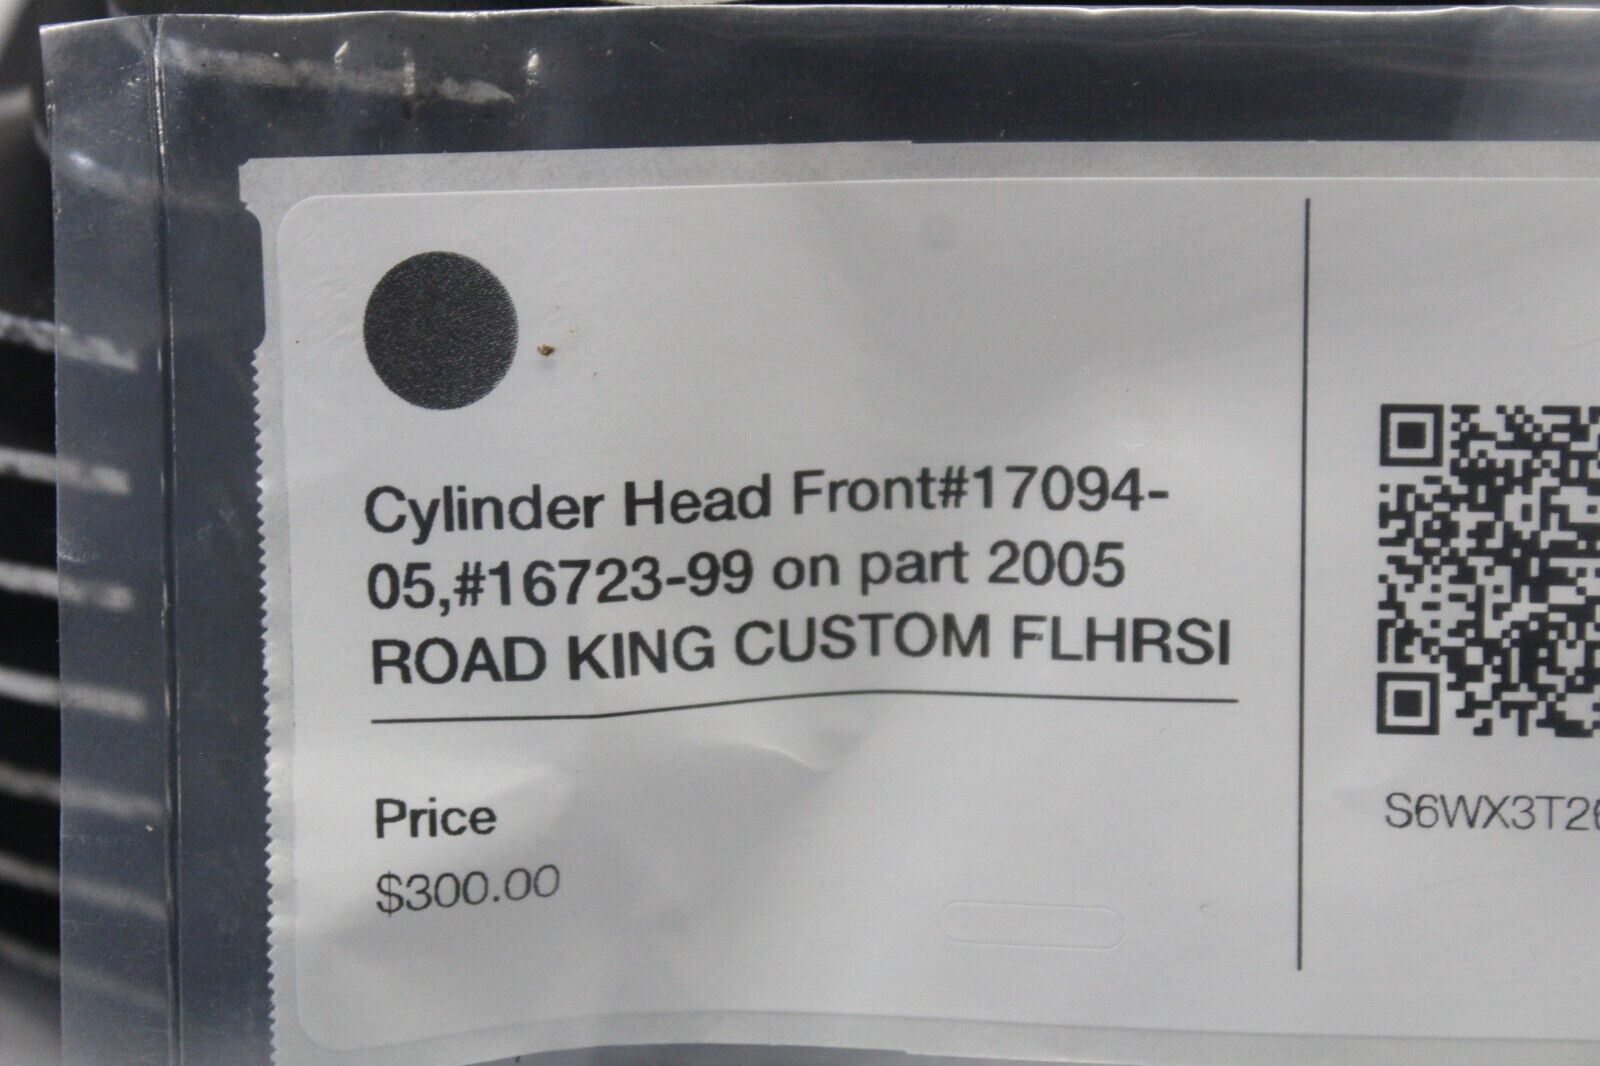 Cylinder Head Front#17094-
05,#16723-99 on part 2005
ROAD KING CUSTOM FLHRSI
Price
$300.00
S6WX3T26